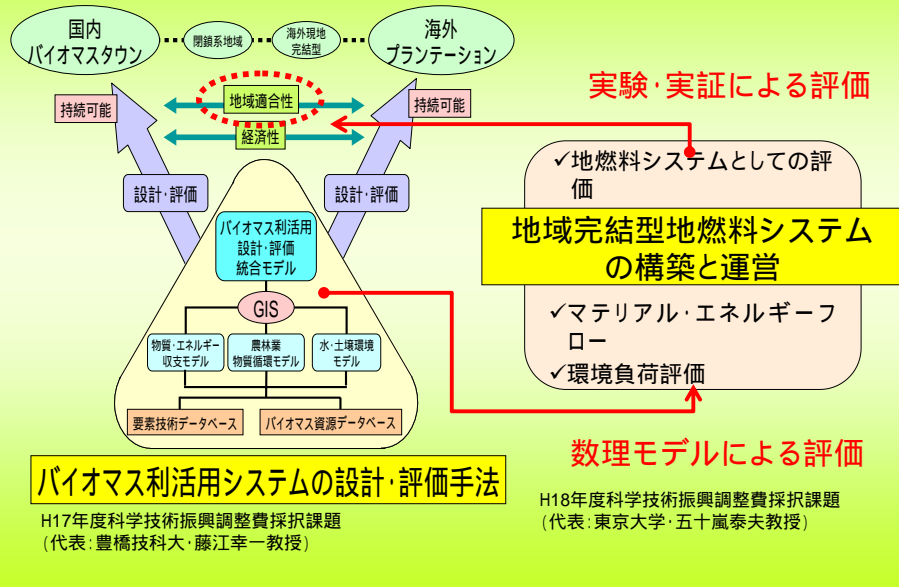 国内
バイオマスタウン
閉鎖系地域
海外現地
完結型
海外
プランテーション
持続可能
地域適合性
持続可能
経済性
設計・評価
設計・評価
バイオマス利活用
設計・評価
統合モデル
GIS
物質・エネルギー
収支モデル
農林業
物質循環モデル
水・土壌環境
モデル
要素技術データベース
バイオマス資源データベース
バイオマス利活用システムの設計・評価手法
H17年度科学技術振興調整費採択課題
(代表:豊橋技科大・藤江幸一教授)
実験・実証による評価
✓地燃料システムとしての評
価
地域完結型地燃料システム
の構築と運営
✓マテリアル・エネルギーフ
ロー
✓環境負荷評価
数理モデルによる評価
H18年度科学技術振興調整費採択課題
(代表:東京大学・五十嵐泰夫教授)